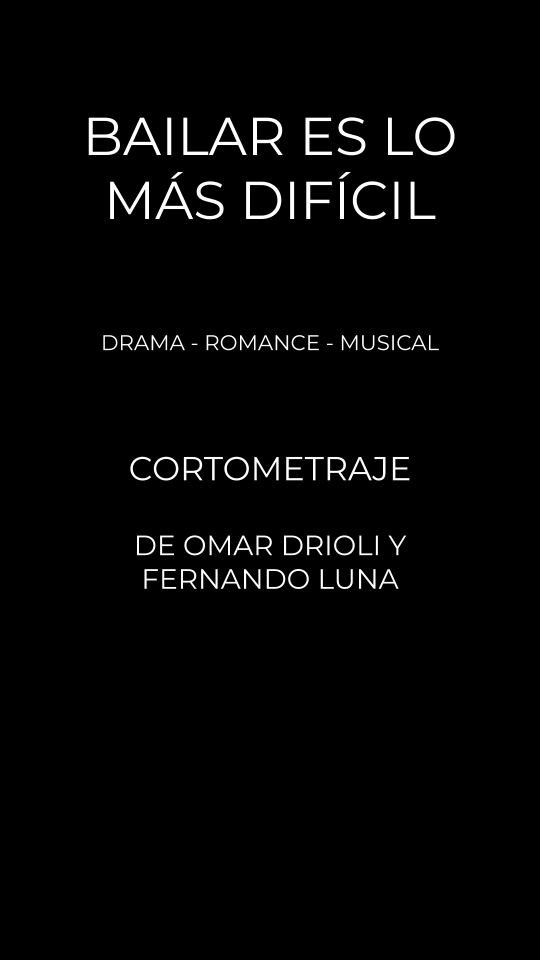 BAILAR ES LO
MÁS DIFÍCIL
DRAMA - ROMANCE - MUSICAL
CORTOMETRAJE
DE OMAR DRIOLI Y
FERNANDO LUNA